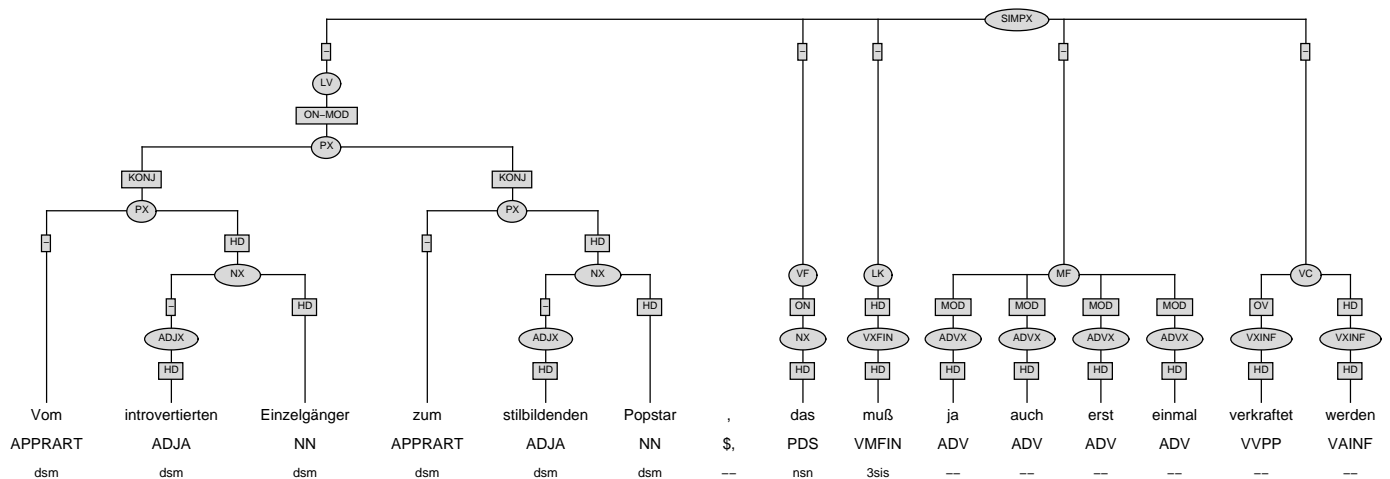 SIMPX
– – – – –
LV
ON–MOD
PX
KONJ KONJ
PX PX
– HD – HD
NX NX VF LK MF VC
– HD – HD ON HD MOD MOD MOD MOD OV HD
ADJX ADJX NX VXFIN ADVX ADVX ADVX ADVX VXINF VXINF
HD HD HD HD HD HD HD HD HD HD
Vom introvertierten Einzelgänger zum stilbildenden Popstar , das muß ja auch erst einmal verkraftet werden
APPRART ADJA NN APPRART ADJA NN $, PDS VMFIN ADV ADV ADV ADV VVPP VAINF
dsm dsm dsm dsm dsm dsm –– nsn 3sis –– –– –– –– –– ––